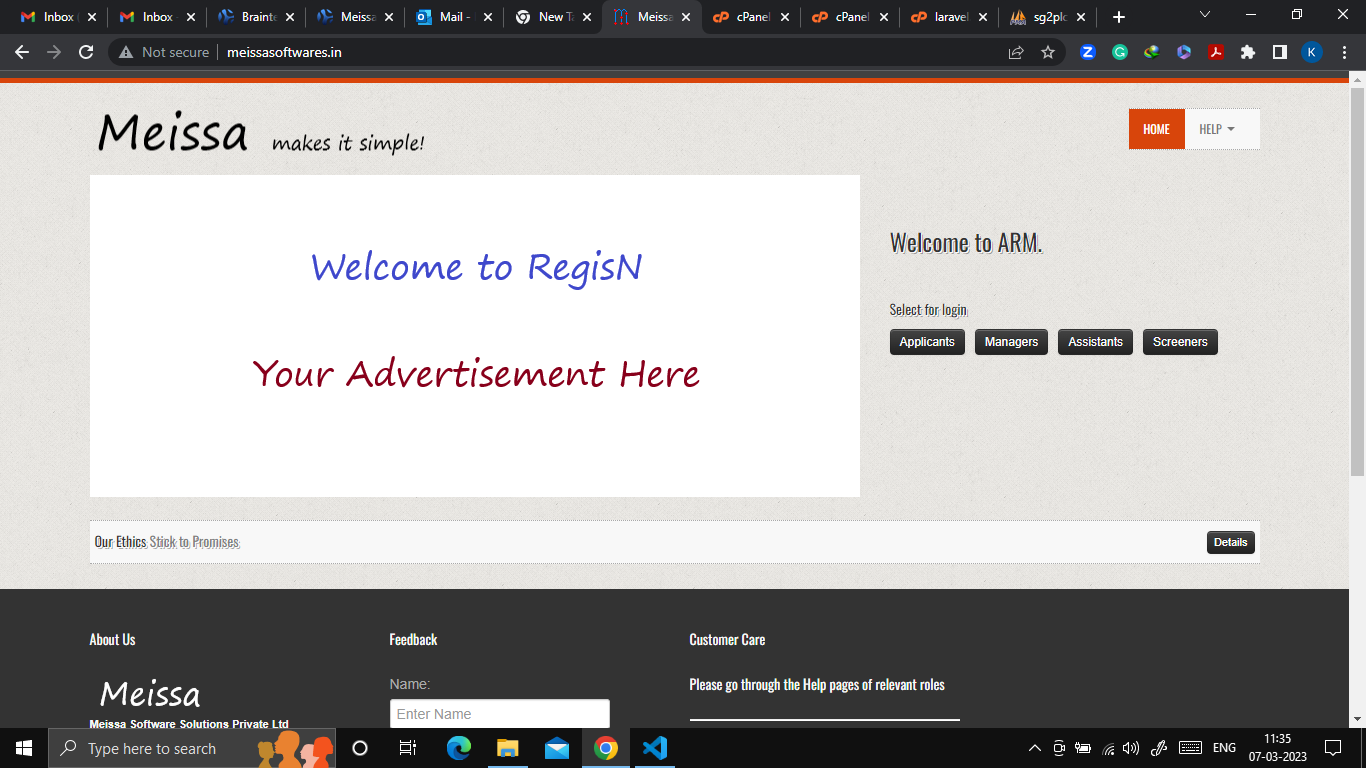 Inbox
Inbox
Brainte
Meissa
Mail -
New Ta
Meissa
cPanel
cPanel
laravel
sg2plc
Not secure meissasoftwares.in
K
Meissa makes it simple!
HOME HELP
Welcome to RegisN
Your Advertisement Here
Welcome to ARM.
Select for login
Applicants Managers Assistants Screeners
Our Ethics Stick to Promises
Details
About Us
Meissa
Meissa Software Solutions Private Ltd
Feedback
Name:
Enter Name
Customer Care
Please go through the Help pages of relevant roles
Type here to search
ENG
11:35
07-03-2023